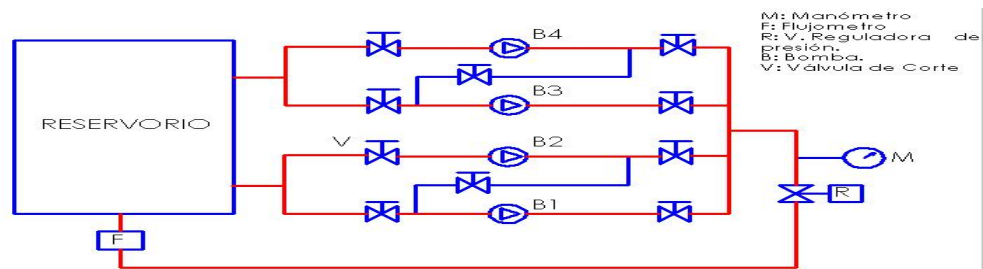 M: Manómetro
F: Flujometro
R: V. Reguladora de
presión.
B: Bomba.
V: Válvula de Corte
B4
B3
RESERVORIO
V
B2
M
R
B1
F